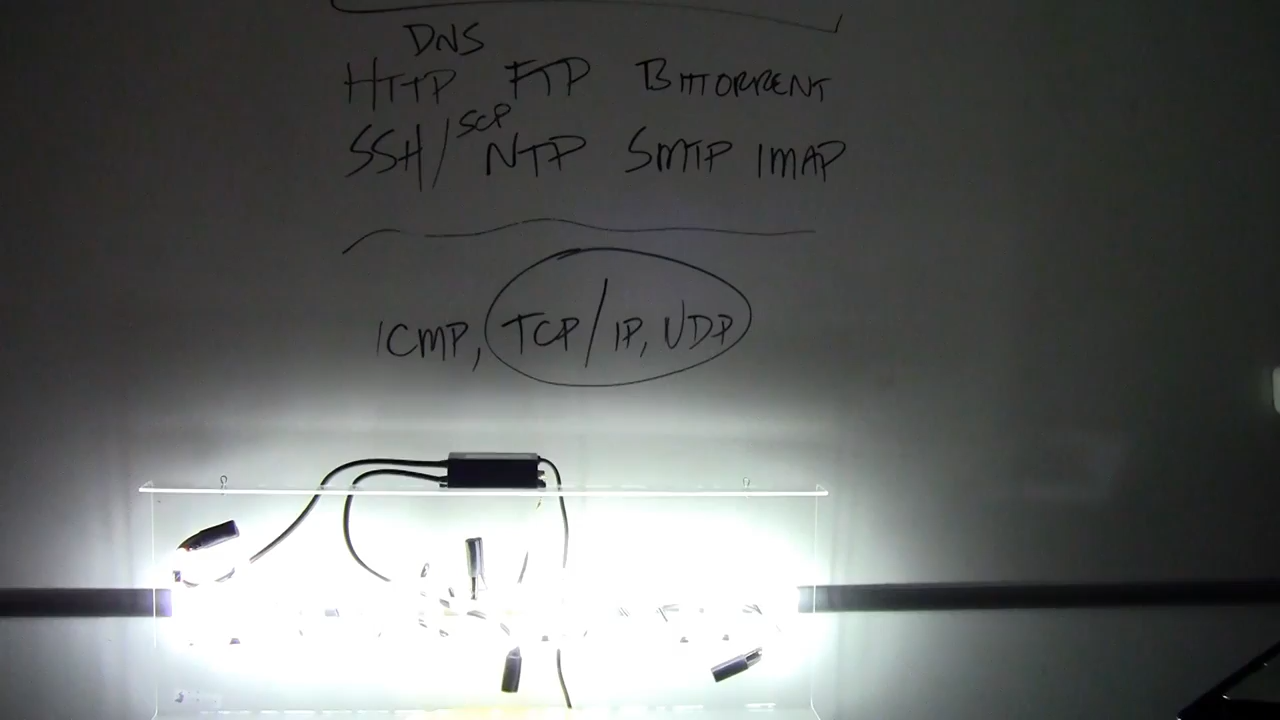 DNS
HTTP FTP BITTORRENT
SSH/SCP NTP SMTP IMAP
ICMP, TCP/IP, UDP